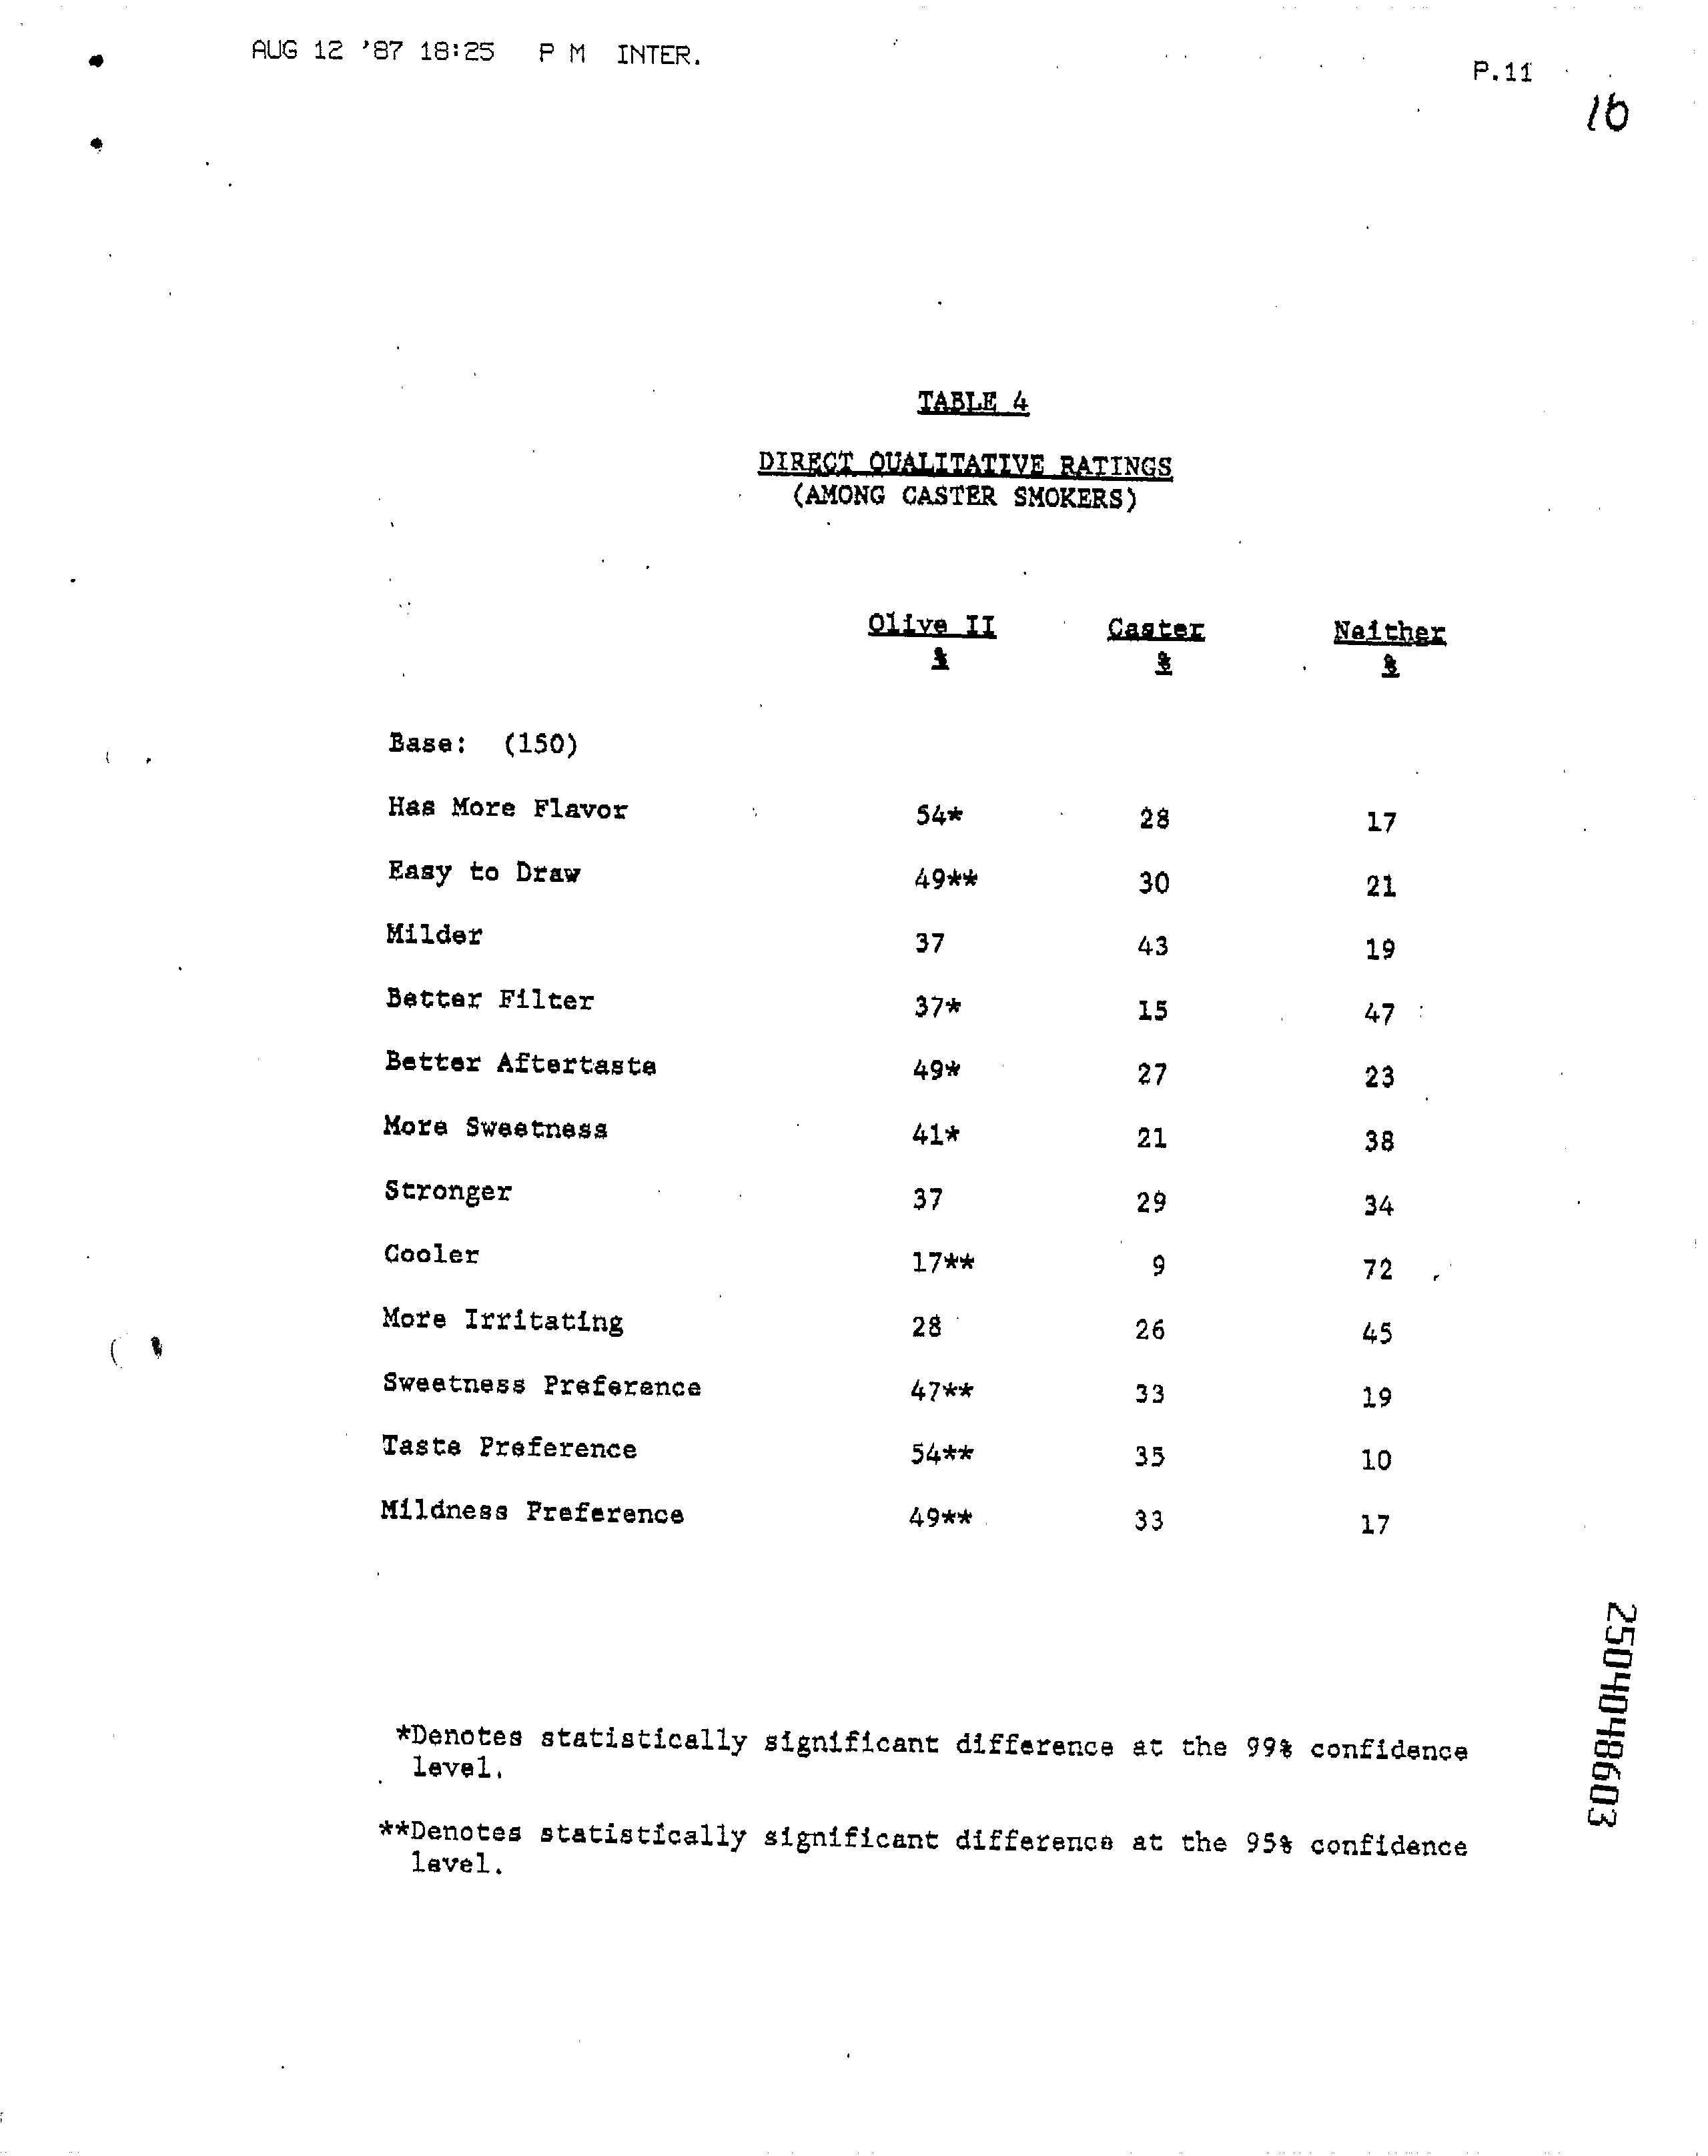 AUG 12 '87 18:25 P M INTER.
P.11
16
TABLE 4
DIRECT QUALITATIVE RATINGS
(AMONG CASTER SMOKERS)
Olive II Caster Neither
% % %
Base: (150)
Has More Flavor 54* 28 17
Easy to Draw 49** 30 21
Milder 37 43 19
Better Filter 37* 15 47
Better Aftertaste 49* 27 23
More Sweetness 41* 21 38
Stronger 37 29 34
Cooler 17** 9 72
More Irritating 28 26 45
Sweetness Preference 47** 33 19
Taste Preference 54** 35 10
Mildness Preference 49** 33 17
*Denotes statistically significant difference at the 99% confidence
level.
**Denotes statistically significant difference at the 95% confidence
level.
2504048603